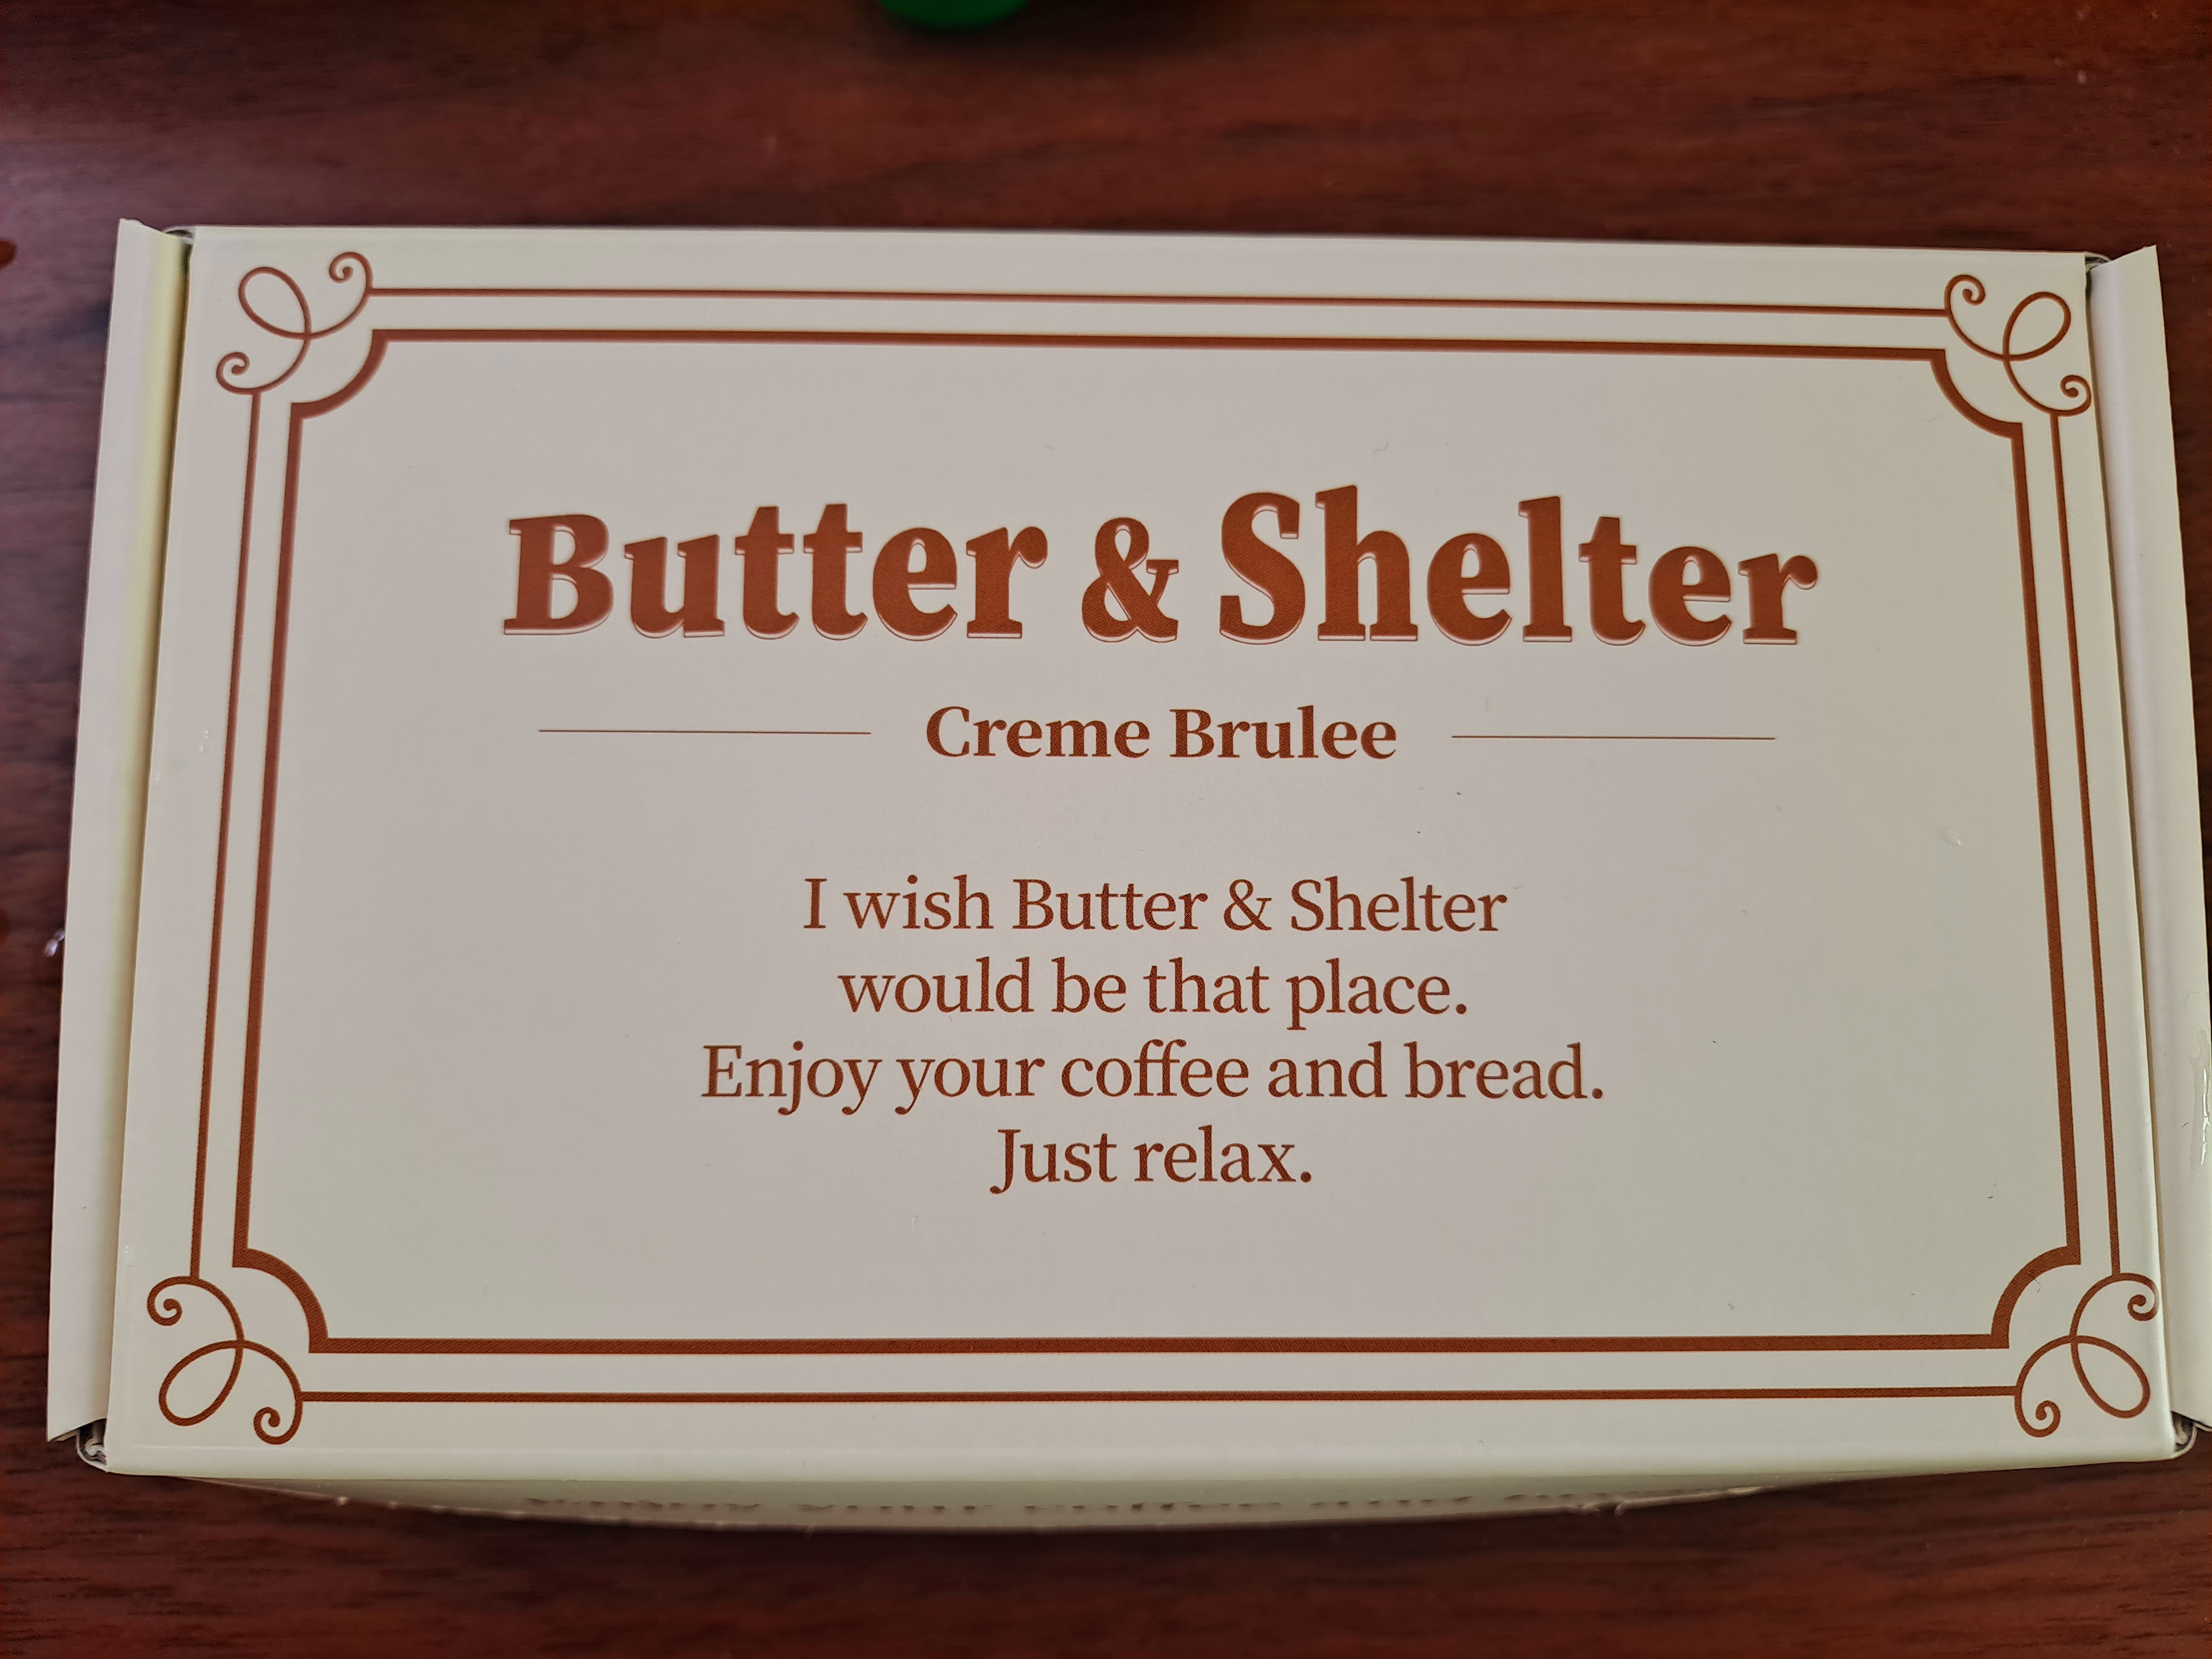 Butter & Shelter
Creme Brulee
I wish Butter & Shelter
would be that place.
Enjoy your coffee and bread.
Just relax.